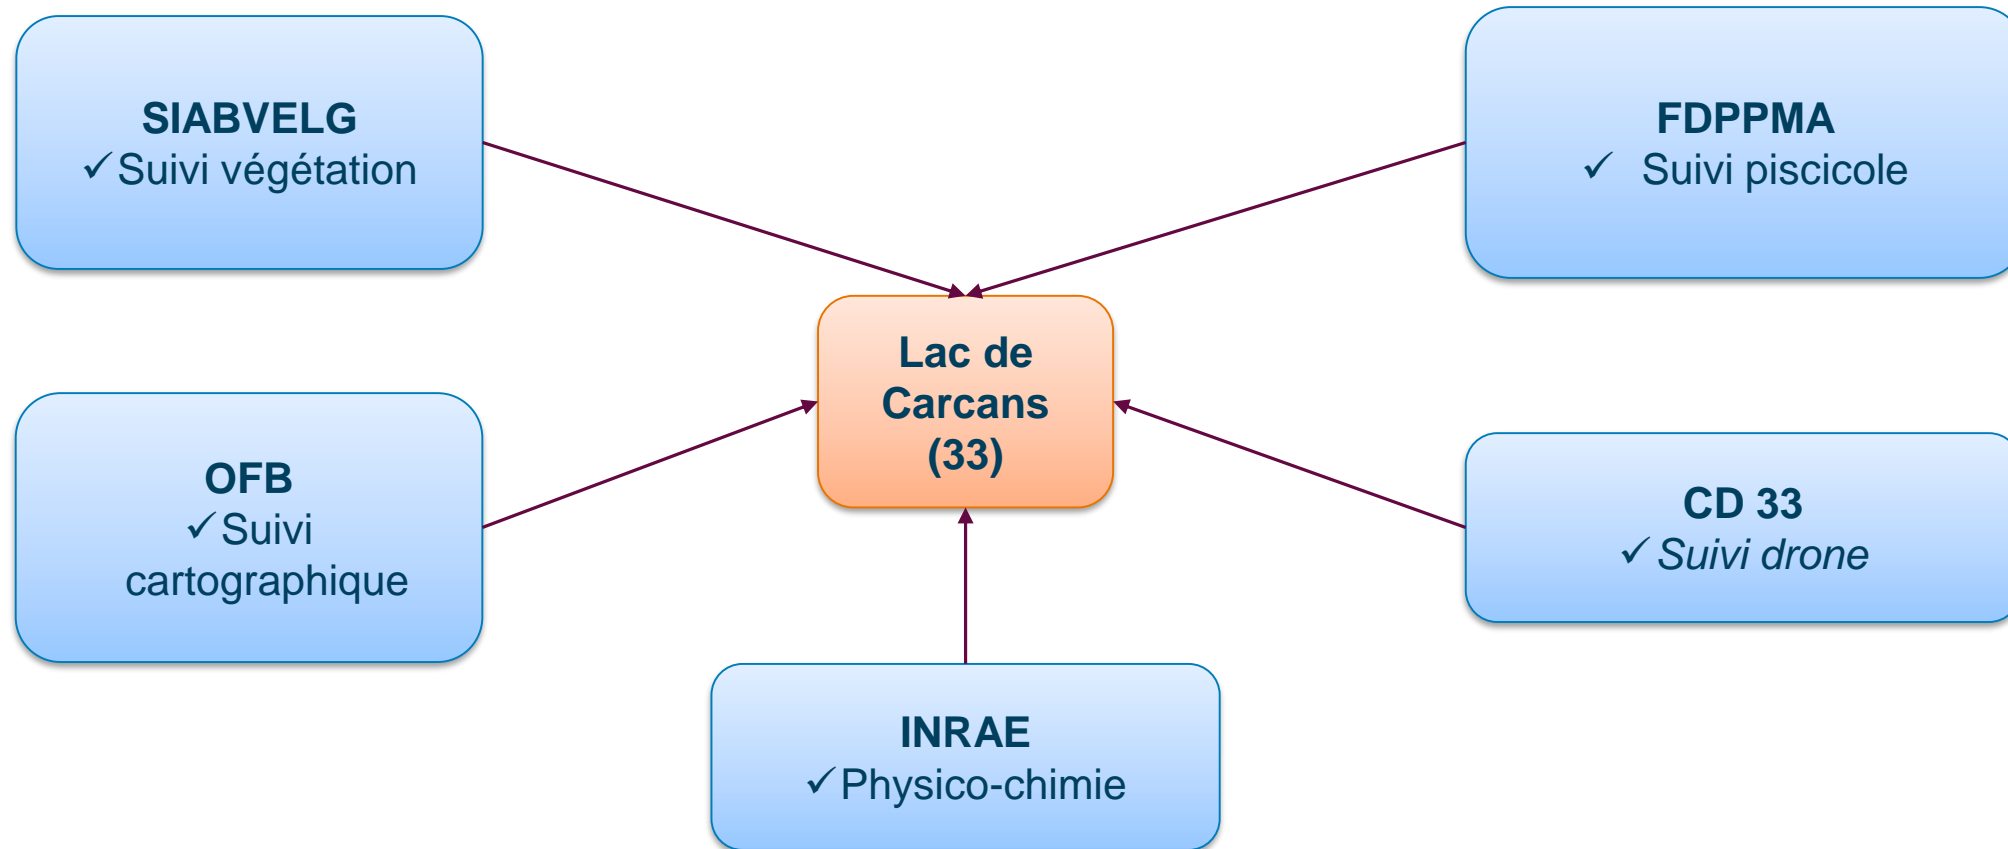 SIABVELG
✓Suivi végétation
FDPPMA
✓ Suivi piscicole
Lac de
Carcans
(33)
OFB
✓Suivi
cartographique
CD 33
✓Suivi drone
INRAE
✓Physico-chimie